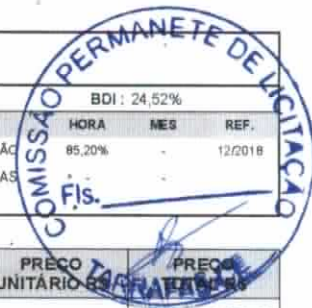 COMISSÃO PERMANETE DE LICITAÇÃO
BDI : 24,52%
HORA MES REF.
ÃO 85,20% - 12/2018
AS - -
Fls.
PREÇO PREÇO
UNITÁRIO R$ TOTAL R$